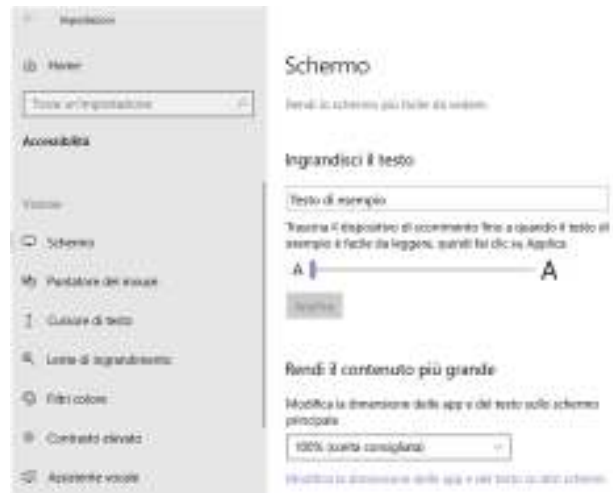 Impostazioni
Home
Trova un'impostazione
Accessibilità
Visione
Schermo
Puntatore del mouse
Cursore di testo
Lente di ingrandimento
Filtri colore
Contrasto elevato
Assistente vocale
Schermo
Rendi lo schermo più facile da vedere.
Ingrandisci il testo
Testo di esempio
Trascina il dispositivo di scorrimento fino a quando il testo di
esempio è facile da leggere, quindi fai clic su Applica
A A
Applica
Rendi il contenuto più grande
Modifica la dimensione delle app e del testo sullo schermo
principale
100% (scelta consigliata)
Modifica la dimensione delle app e del testo su altri schermi